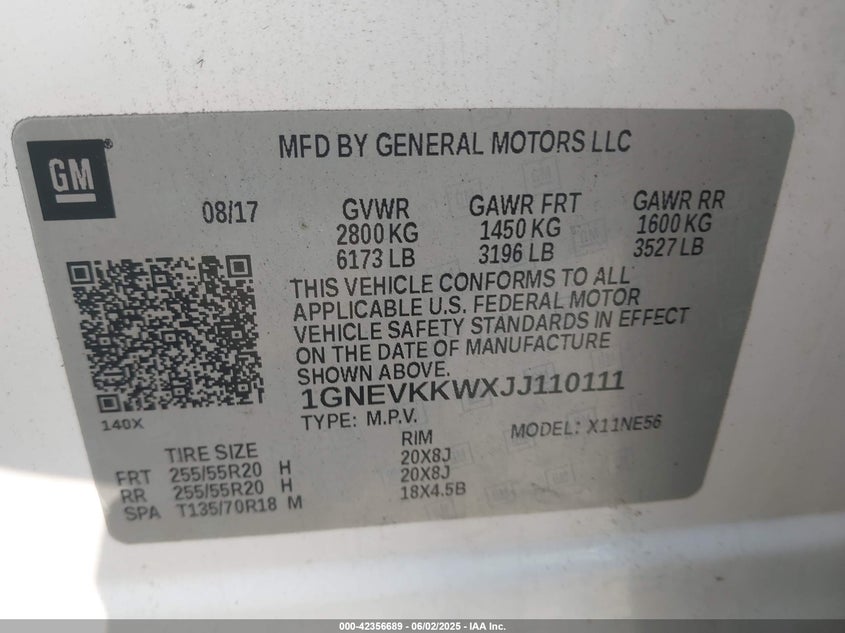 GM ®
MFD BY GENERAL MOTORS LLC
08/17
GVWR GAWR FRT GAWR RR
2800 KG 1450 KG 1600 KG
6173 LB 3196 LB 3527 LB
THIS VEHICLE CONFORMS TO ALL
APPLICABLE U.S. FEDERAL MOTOR
VEHICLE SAFETY STANDARDS IN EFFECT
ON THE DATE OF MANUFACTURE
SHOWN ABOVE.
1GNEVKKWXJJ110111
140X
TYPE: M.P.V. MODEL: X11NE56
TIRE SIZE RIM
FRT 255/55R20 H 20X8J
RR 255/55R20 H 20X8J
SPA T135/70R18 M 18X4.5B
000-42356689 - 06/02/2025 - IAA Inc.